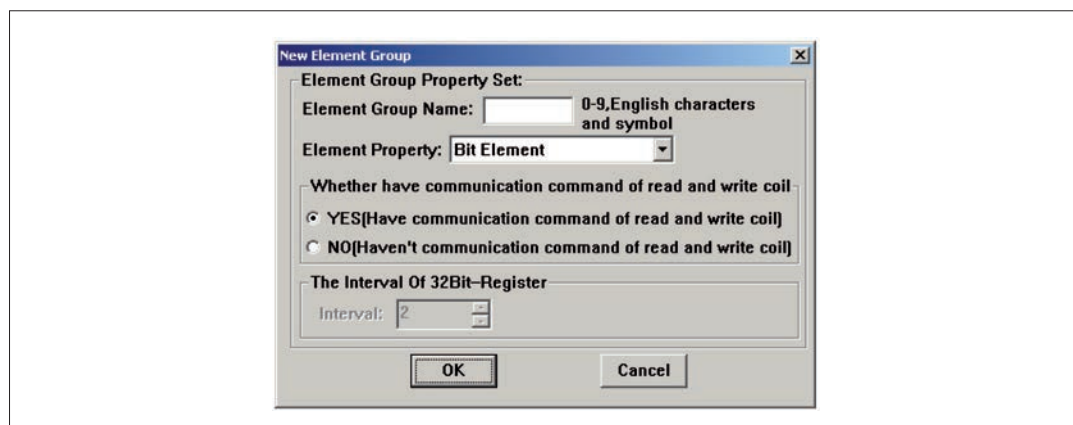 New Element Group
Element Group Property Set:
Element Group Name:
0-9,English characters
and symbol
Element Property: Bit Element
Whether have communication command of read and write coil
YES(Have communication command of read and write coil)
NO(Haven't communication command of read and write coil)
The Interval Of 32Bit-Register
Interval: 2
OK Cancel